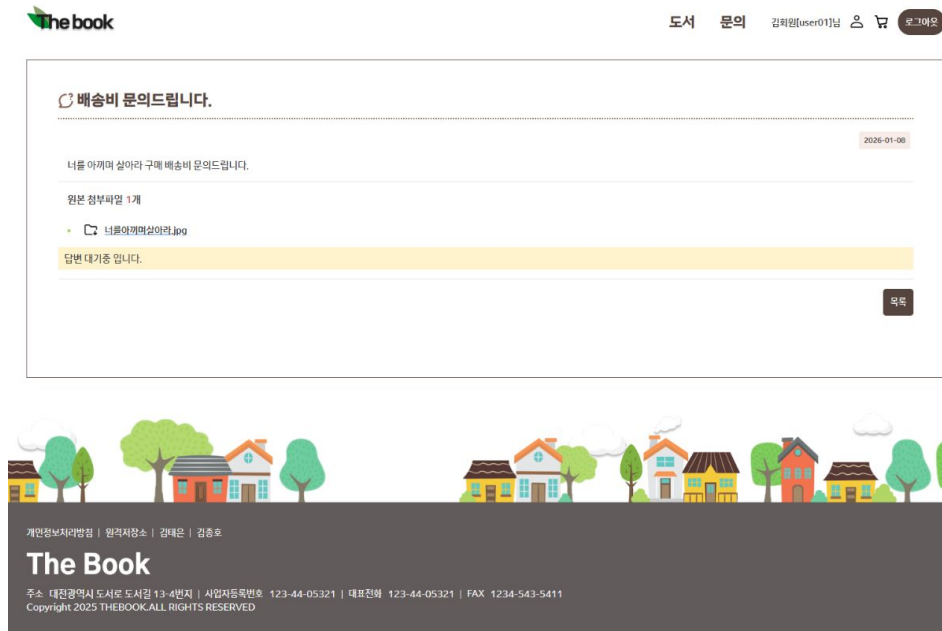 The book
도서 문의 김회원[user01]님 로그아웃
배송비 문의드립니다.
2026-01-08
너를 아끼며 살아라 구매 배송비 문의드립니다.
원본 첨부파일 1개
너를아끼며살아라.jpg
답변 대기중 입니다.
목록
개인정보처리방침 | 원격저장소 | 김태은 | 김종호
The Book
주소 대전광역시 도서로 도서길 13-4번지 | 사업자등록번호 123-44-05321 | 대표전화 123-44-05321 | FAX 1234-543-5411
Copyright 2025 THEBOOK.ALL RIGHTS RESERVED